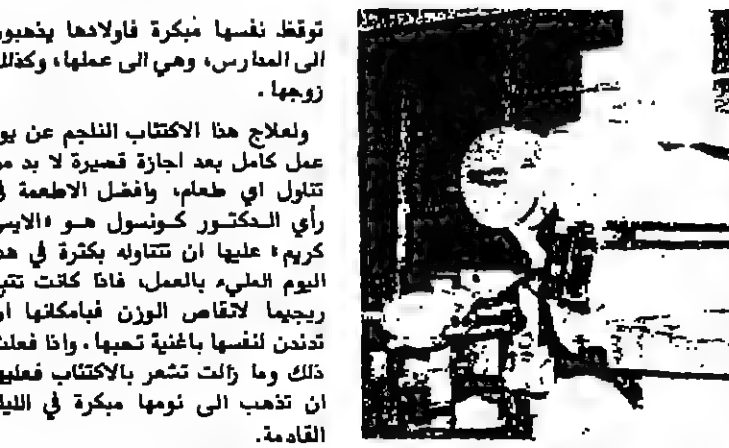 توقظ نفسها مبكرة فاولادها يذهبون
الى المدارس، وهي الى عملها، وكذلك
زوجها .
ولعلاج هذا الاكتئاب الناجم عن يوم
عمل كامل بعد اجازة قصيرة لا بد من
تناول اي طعام، وافضل الاطعمة في
رأي الدكتور كونسول هو «الايس
كريم» عليها ان تتناوله بكثرة في هذا
اليوم المليء بالعمل، فاذا كانت تتبع
ريجيما لانقاص الوزن فبامكانها ان
تدندن لنفسها باغنية تحبها ، واذا فعلت
ذلك وما زالت تشعر بالاكتئاب فعليها
ان تذهب الى نومها مبكرة في الليلة
القادمة.